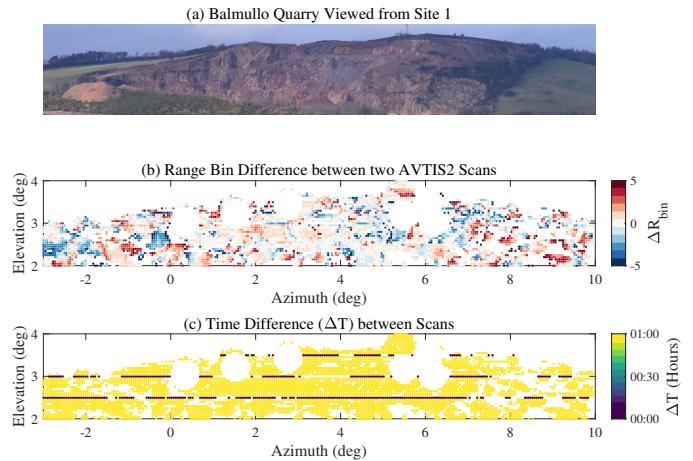 (a) Balmullo Quarry Viewed from Site 1
(b) Range Bin Difference between two AVTIS2 Scans
Elevation (deg)
4
3
2
-2
0
2
4
6
8
10
Azimuth (deg)
5
0
-5
ΔR_bin
(c) Time Difference (ΔT) between Scans
Elevation (deg)
4
3
2
-2
0
2
4
6
8
10
Azimuth (deg)
01:00
00:30
00:00
ΔT (Hours)